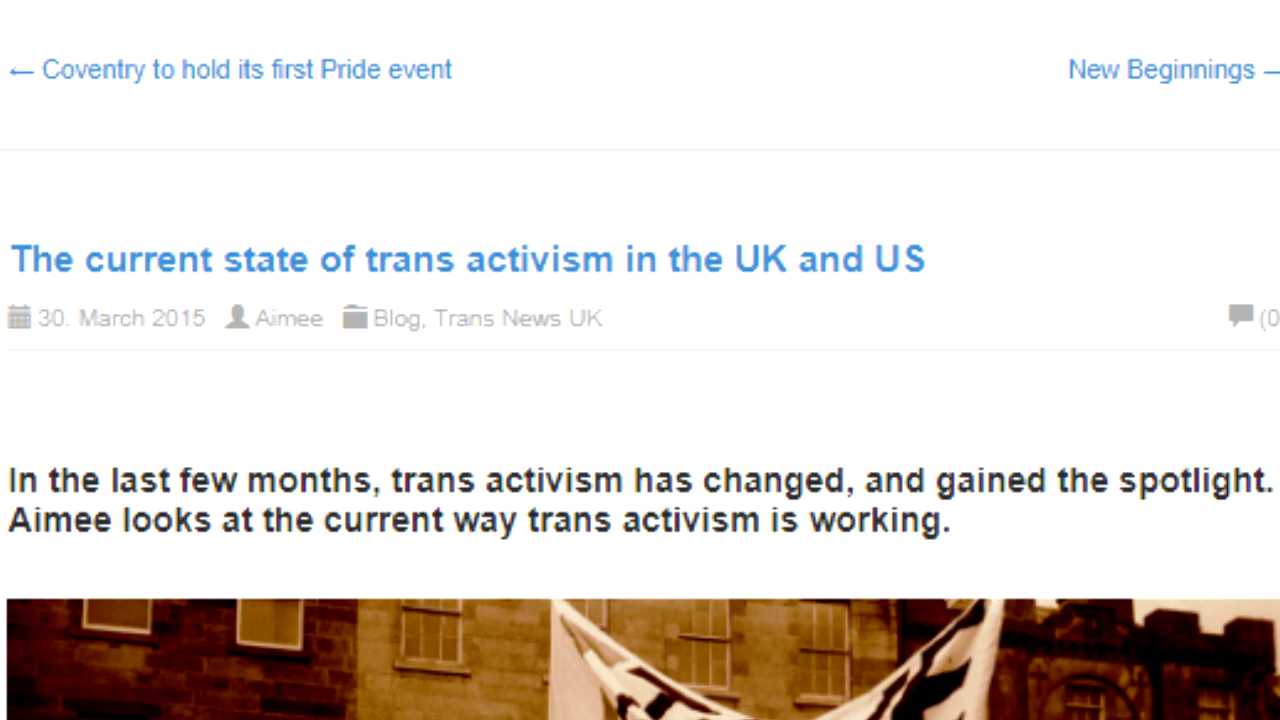 ← Coventry to hold its first Pride event
New Beginnings →
The current state of trans activism in the UK and US
30. March 2015 Aimee Blog, Trans News UK
(0
In the last few months, trans activism has changed, and gained the spotlight.
Aimee looks at the current way trans activism is working.